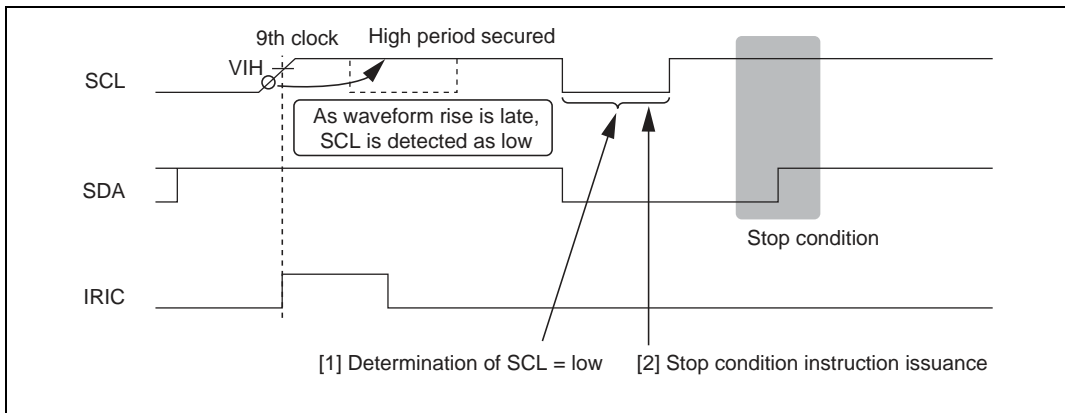 9th clock
High period secured
VIH
SCL
As waveform rise is late,
SCL is detected as low
SDA
Stop condition
IRIC
[1] Determination of SCL = low
[2] Stop condition instruction issuance